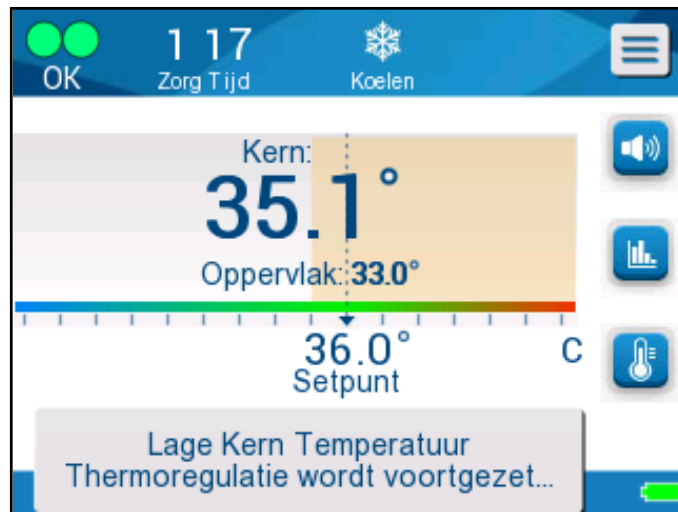 OK
1 17
Zorg Tijd
Koelen
Kern:
35.1°
Oppervlak: 33.0°
36.0° C
Setpunt
Lage Kern Temperatuur
Thermoregulatie wordt voortgezet...